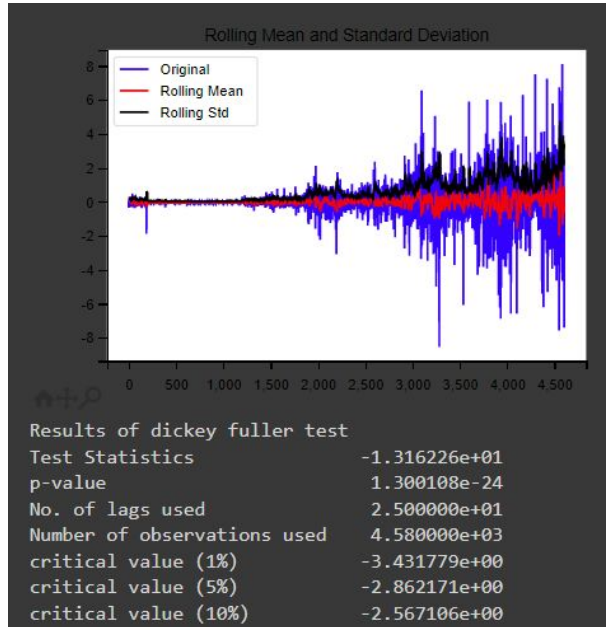 Rolling Mean and Standard Deviation
Original
Rolling Mean
Rolling Std
8
6
4
2
0
-2
-4
-6
-8
0 500 1,000 1,500 2,000 2,500 3,000 3,500 4,000 4,500
Results of dickey fuller test
Test Statistics -1.316226e+01
p-value 1.300108e-24
No. of lags used 2.500000e+01
Number of observations used 4.580000e+03
critical value (1%) -3.431779e+00
critical value (5%) -2.862171e+00
critical value (10%) -2.567106e+00